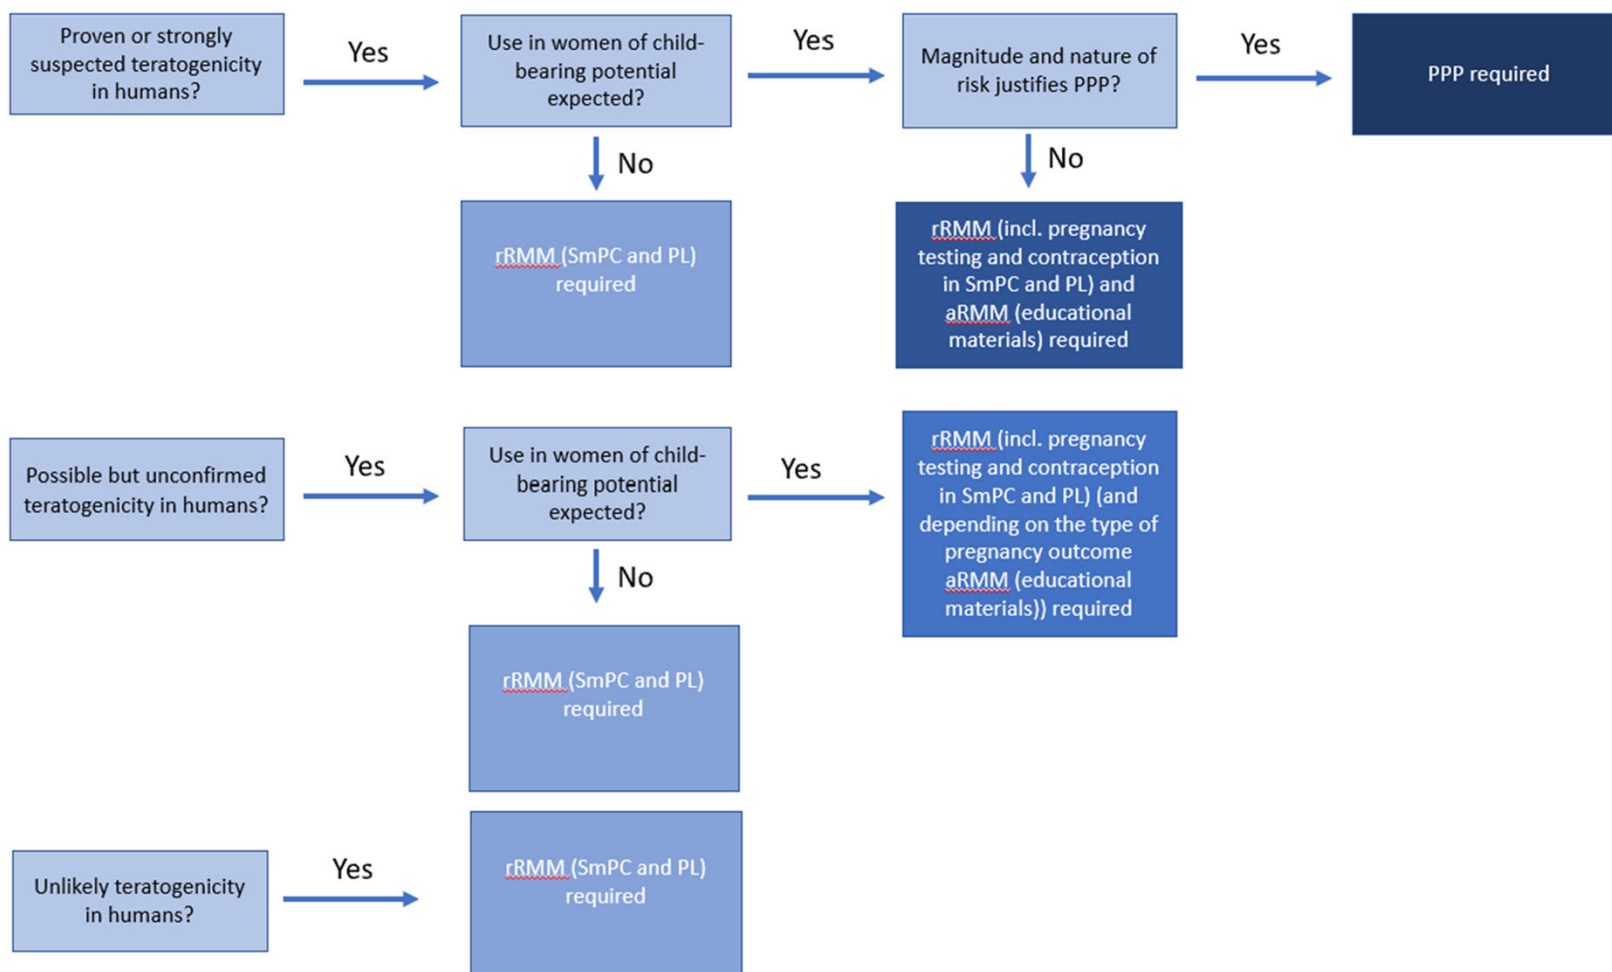 Proven or strongly
suspected teratogenicity
in humans?
Yes
Use in women of child-
bearing potential
expected?
Yes
Magnitude and nature of
risk justifies PPP?
Yes
PPP required
No
No
rRMM (SmPC and PL)
required
rRMM (incl. pregnancy
testing and contraception
in SmPC and PL) and
aRMM (educational
materials) required
Possible but unconfirmed
teratogenicity in humans?
Yes
Use in women of child-
bearing potential
expected?
Yes
rRMM (incl. pregnancy
testing and contraception
in SmPC and PL) (and
depending on the type of
pregnancy outcome
aRMM (educational
materials)) required
No
rRMM (SmPC and PL)
required
Unlikely teratogenicity
in humans?
Yes
rRMM (SmPC and PL)
required